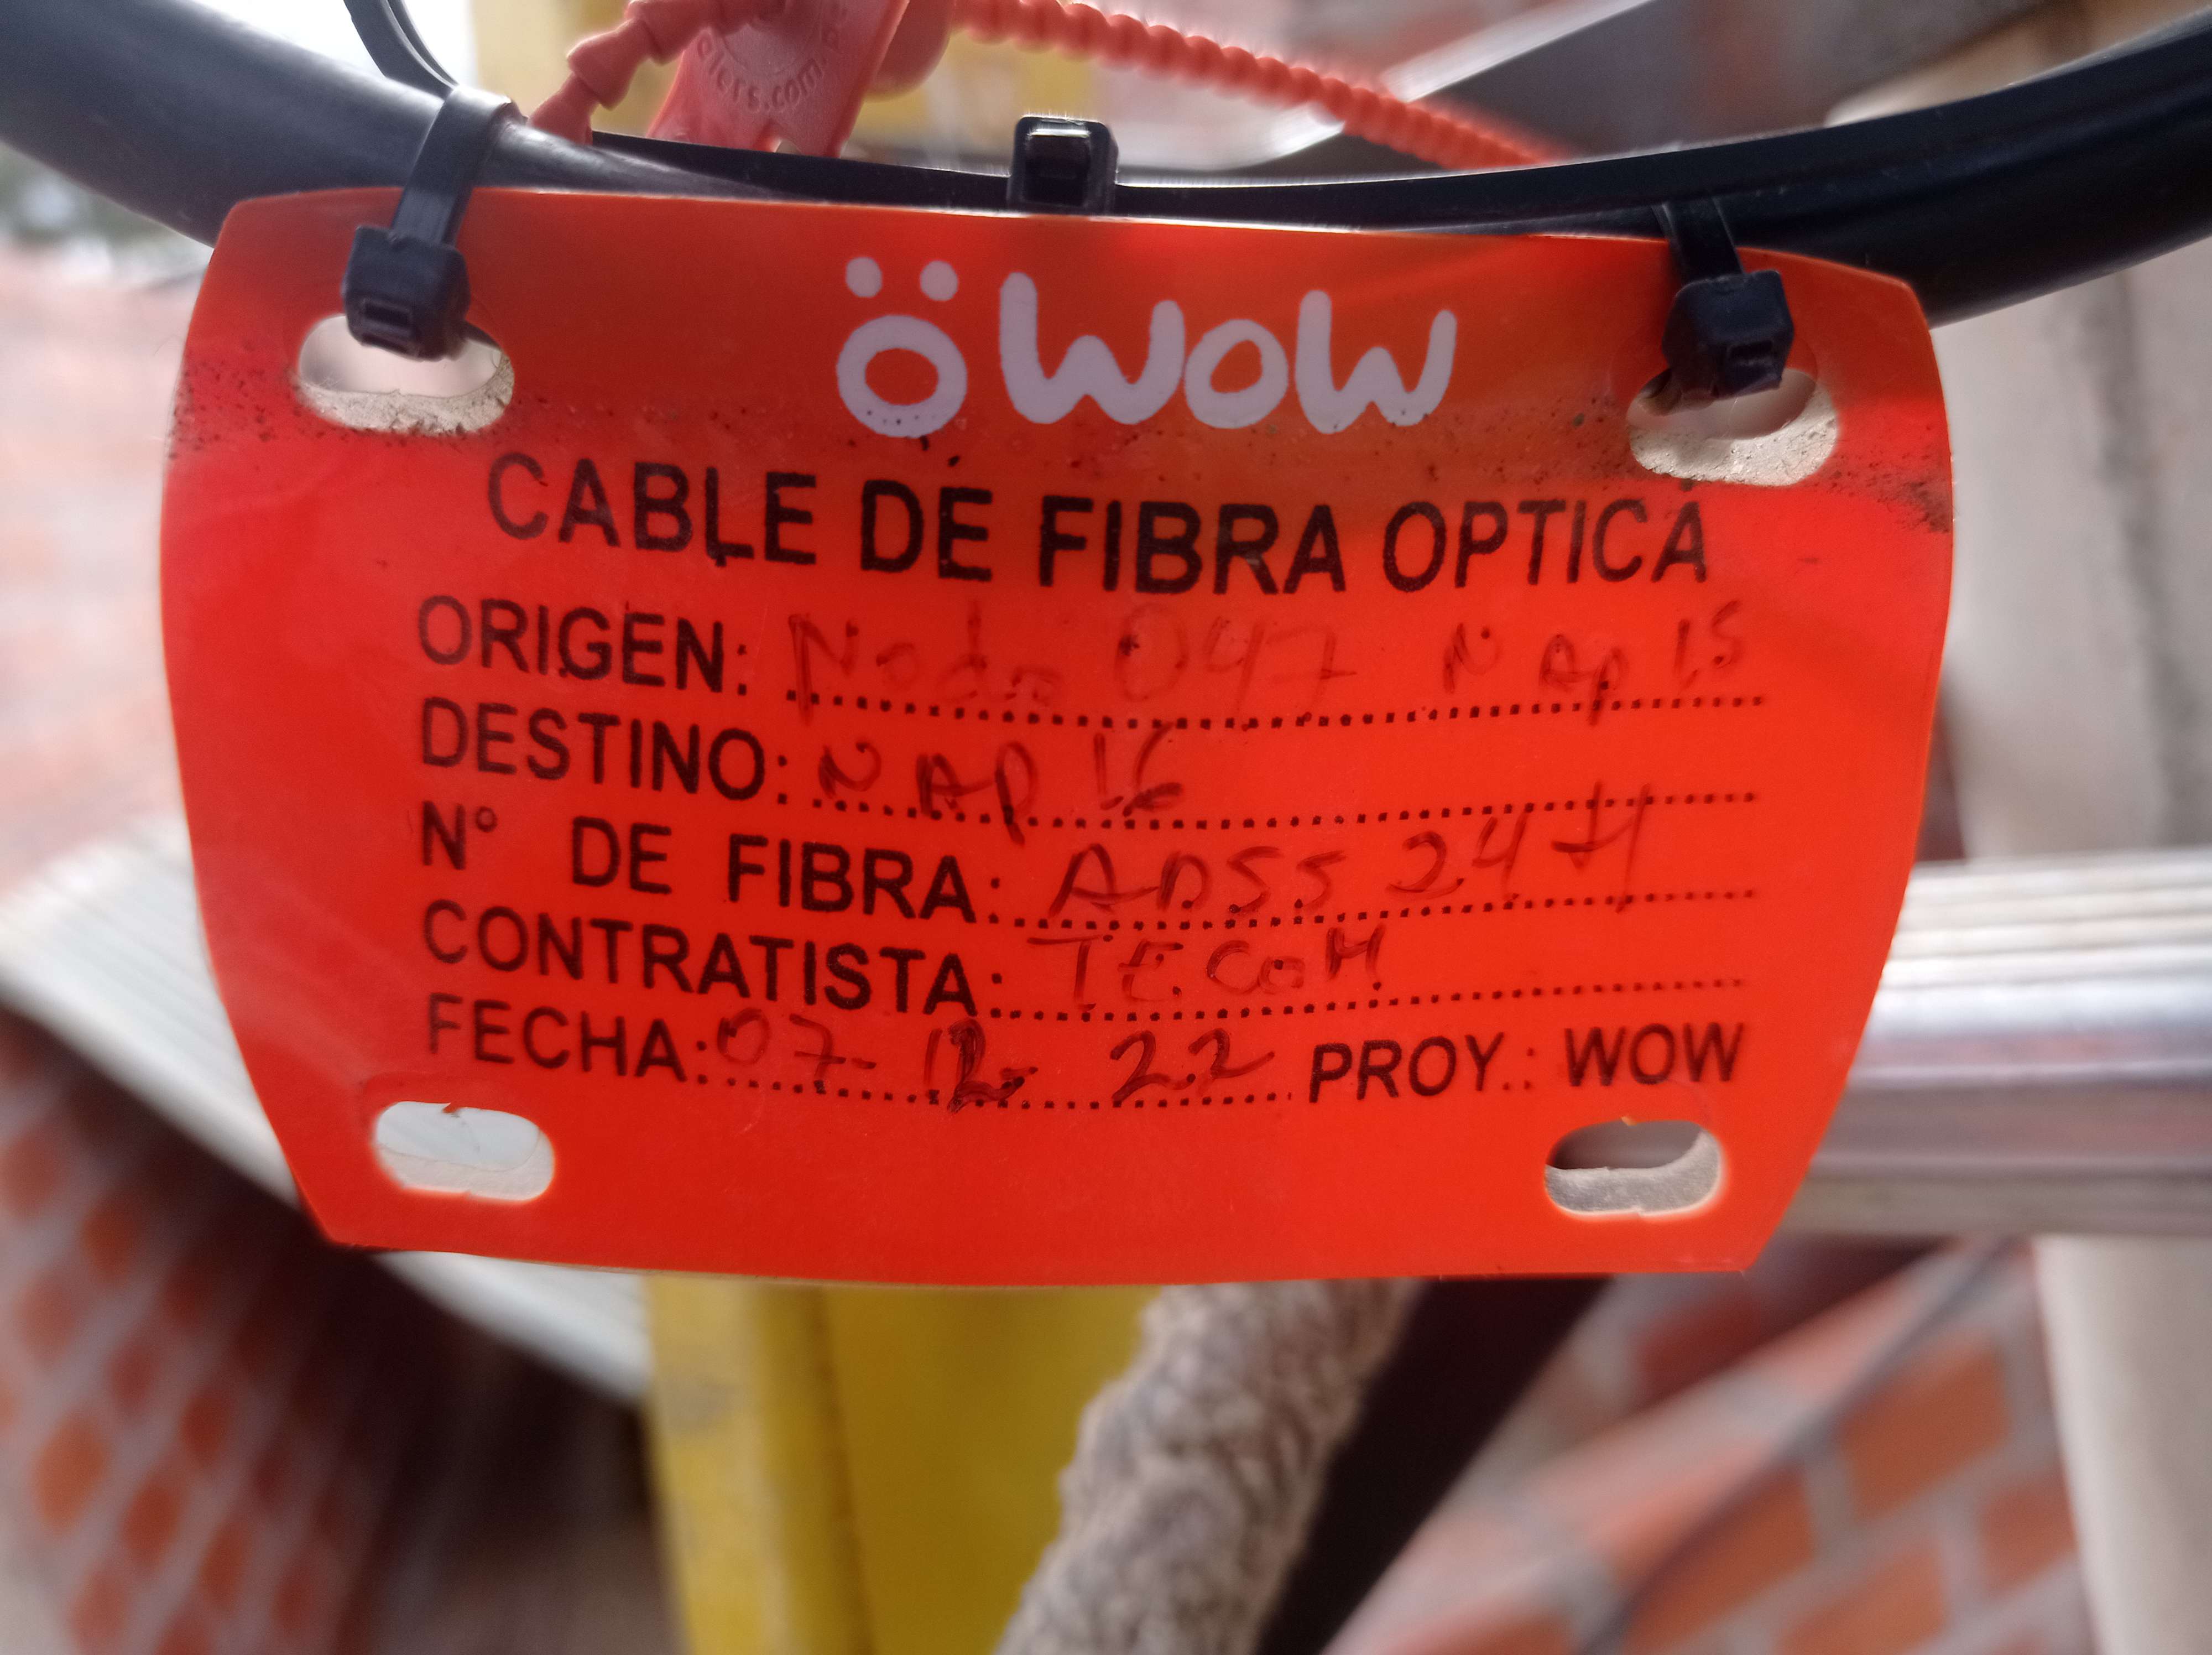 wow
CABLE DE FIBRA OPTICA
ORIGEN: Nodo 047 NAp 15
DESTINO: NAp 16
N° DE FIBRA: ADSS 24 H
CONTRATISTA: TECOM
FECHA: 07-12-22 PROY.: WOW